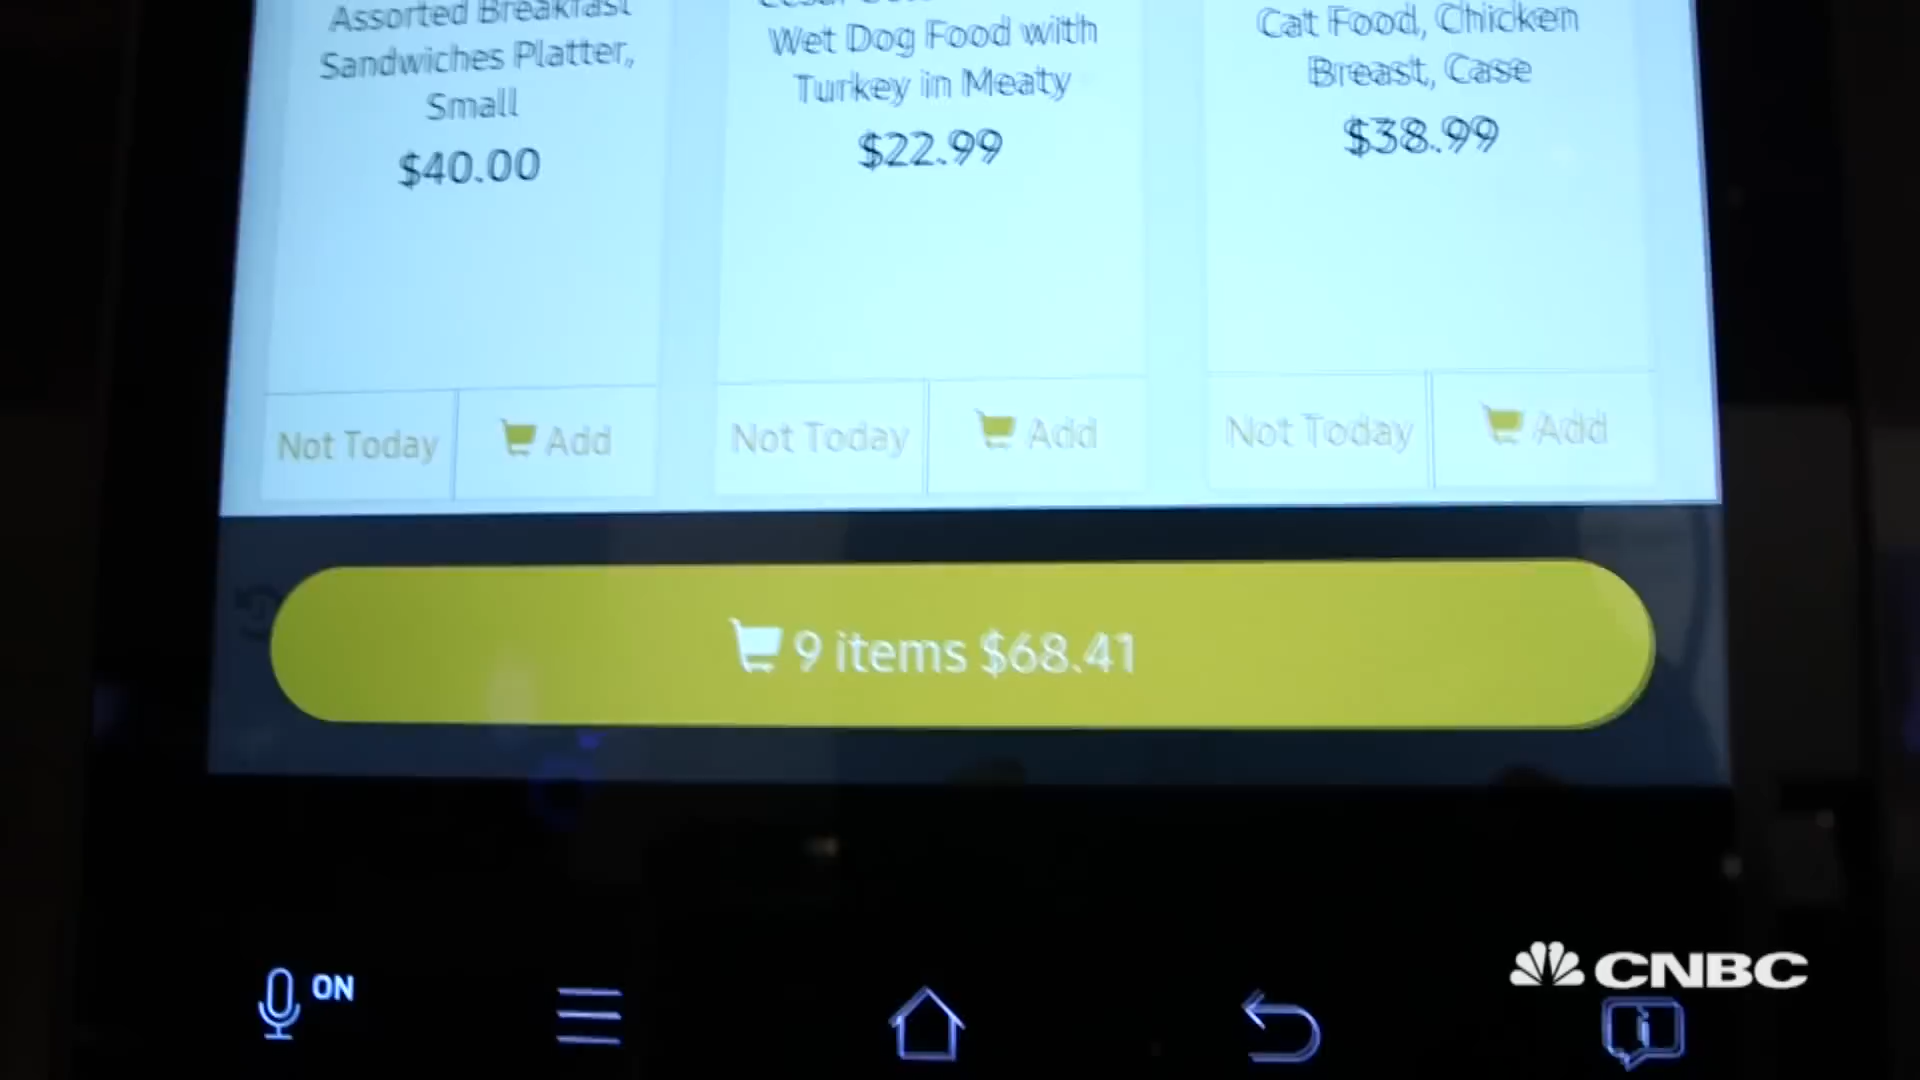 Assorted Breakfast
Sandwiches Platter,
Small
$40.00
Wet Dog Food with
Turkey in Meaty
$22.99
Cat Food, Chicken
Breast, Case
$38.99
Not Today
Add
Not Today
Add
Not Today
Add
9 items $68.41
ON
CNBC
i